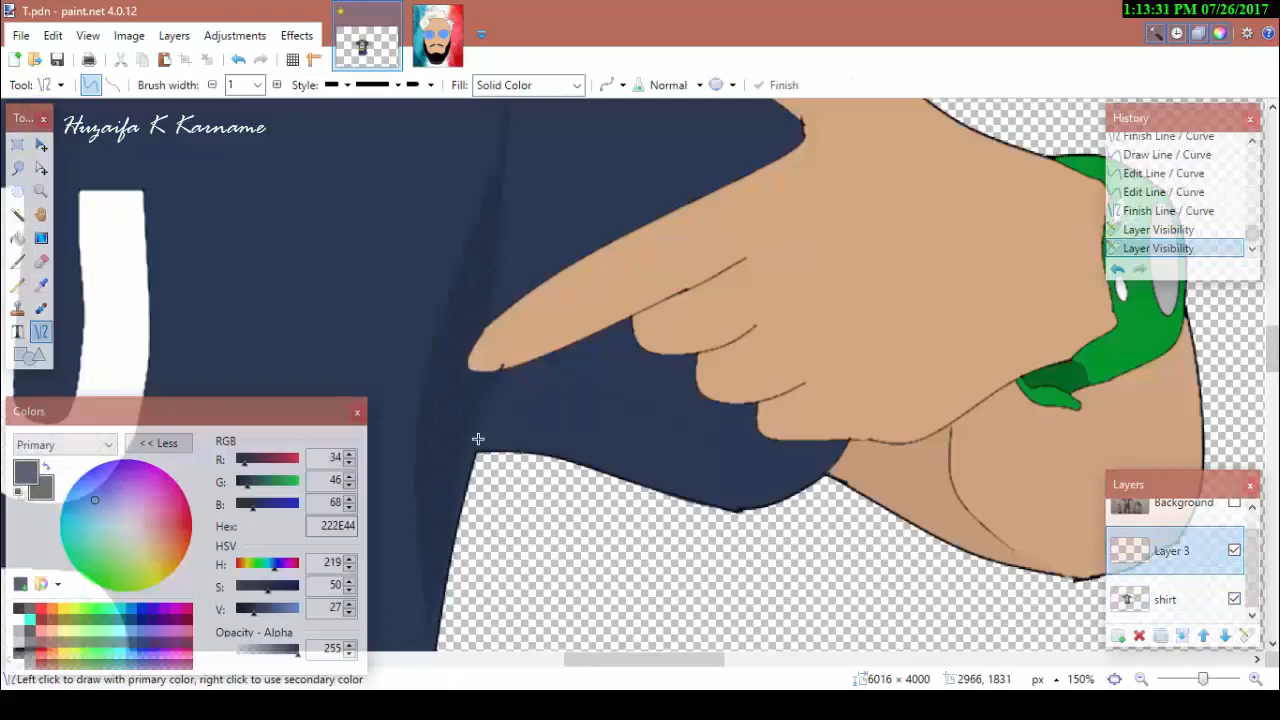 T.pdn - paint.net 4.0.12
1:13:31 PM 07/26/2017
File Edit View Image Layers Adjustments Effects
Tool: Brush width: 1 Style: Fill: Solid Color Normal Finish
To...
Huzaifa K Karname
History
Finish Line / Curve
Draw Line / Curve
Edit Line / Curve
Edit Line / Curve
Finish Line / Curve
Layer Visibility
Layer Visibility
Colors
Primary
<< Less
RGB
R: 34
G: 46
B: 68
Hex: 222E44
HSV
H: 219
S: 50
V: 27
Opacity - Alpha
255
Layers
Background
Layer 3
shirt
Left click to draw with primary color, right click to use secondary color
6016 × 4000 2966, 1831 px 150%